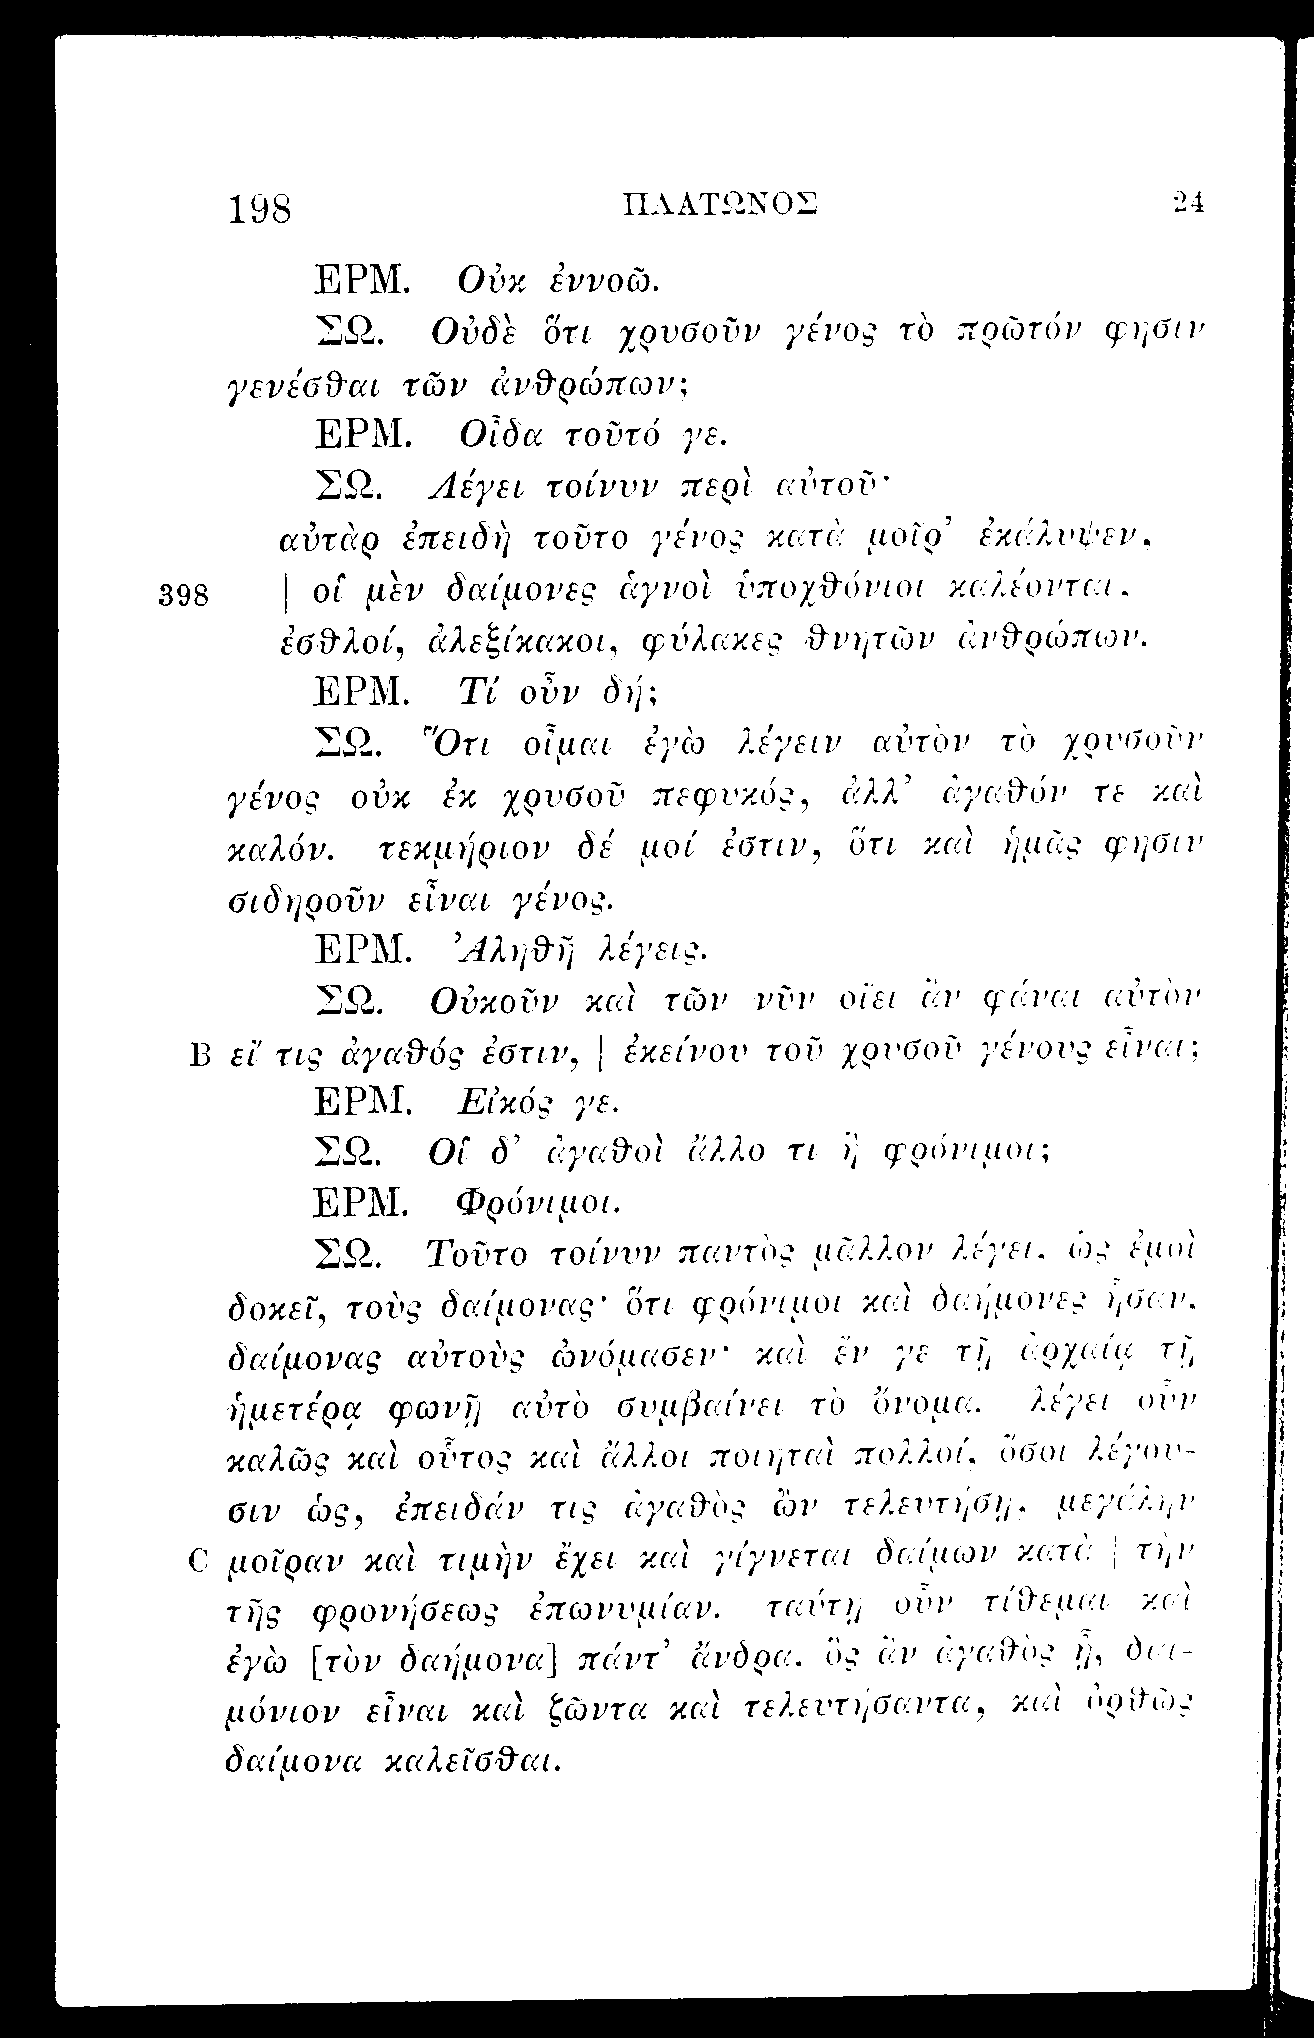 198 ΠΛΑΤΩΝΟΣ 24
ΕΡΜ. Οὐκ ἐννοῶ.
ΣΩ. Οὐδὲ ὅτι χρυσοῦν γένος τὸ πρῶτόν φησιν
γενέσθαι τῶν ἀνθρώπων;
ΕΡΜ. Οἶδα τοῦτό γε.
ΣΩ. Λέγει τοίνυν περὶ αὐτοῦ·
αὐτὰρ ἐπειδὴ τοῦτο γένος κατὰ μοῖρ’ ἐκάλυψεν,
398 | οἳ μὲν δαίμονες ἁγνοὶ ὑποχθόνιοι καλέονται,
ἐσθλοί, ἀλεξίκακοι, φύλακες θνητῶν ἀνθρώπων.
ΕΡΜ. Τί οὖν δή;
ΣΩ. Ὅτι οἶμαι ἐγὼ λέγειν αὐτὸν τὸ χρυσοῦν
γένος οὐκ ἐκ χρυσοῦ πεφυκός, ἀλλ’ ἀγαθόν τε καὶ
καλόν. τεκμήριον δέ μοί ἐστιν, ὅτι καὶ ἡμᾶς φησιν
σιδηροῦν εἶναι γένος.
ΕΡΜ. Ἀληθῆ λέγεις.
ΣΩ. Οὐκοῦν καὶ τῶν νῦν οἴει ἂν φάναι αὐτὸν
B εἴ τις ἀγαθός ἐστιν, | ἐκείνου τοῦ χρυσοῦ γένους εἶναι;
ΕΡΜ. Εἰκός γε.
ΣΩ. Οἱ δ’ ἀγαθοὶ ἄλλο τι ἢ φρόνιμοι;
ΕΡΜ. Φρόνιμοι.
ΣΩ. Τοῦτο τοίνυν παντὸς μᾶλλον λέγει, ὡς ἐμοὶ
δοκεῖ, τοὺς δαίμονας· ὅτι φρόνιμοι καὶ δαήμονες ἦσαν,
δαίμονας αὐτοὺς ὠνόμασεν· καὶ ἔν γε τῇ ἀρχαίᾳ τῇ
ἡμετέρᾳ φωνῇ αὐτὸ συμβαίνει τὸ ὄνομα. λέγει οὖν
καλῶς καὶ οὗτος καὶ ἄλλοι ποιηταὶ πολλοί, ὅσοι λέγου-
σιν ὡς, ἐπειδάν τις ἀγαθὸς ὢν τελευτήσῃ, μεγάλην
C μοῖραν καὶ τιμὴν ἔχει καὶ γίγνεται δαίμων κατὰ | τὴν
τῆς φρονήσεως ἐπωνυμίαν. ταύτῃ οὖν τίθεμαι καὶ
ἐγὼ [τὸν δαήμονα] πάντ’ ἄνδρα, ὃς ἂν ἀγαθὸς ᾖ, δαι-
μόνιον εἶναι καὶ ζῶντα καὶ τελευτήσαντα, καὶ ὀρθῶς
δαίμονα καλεῖσθαι.